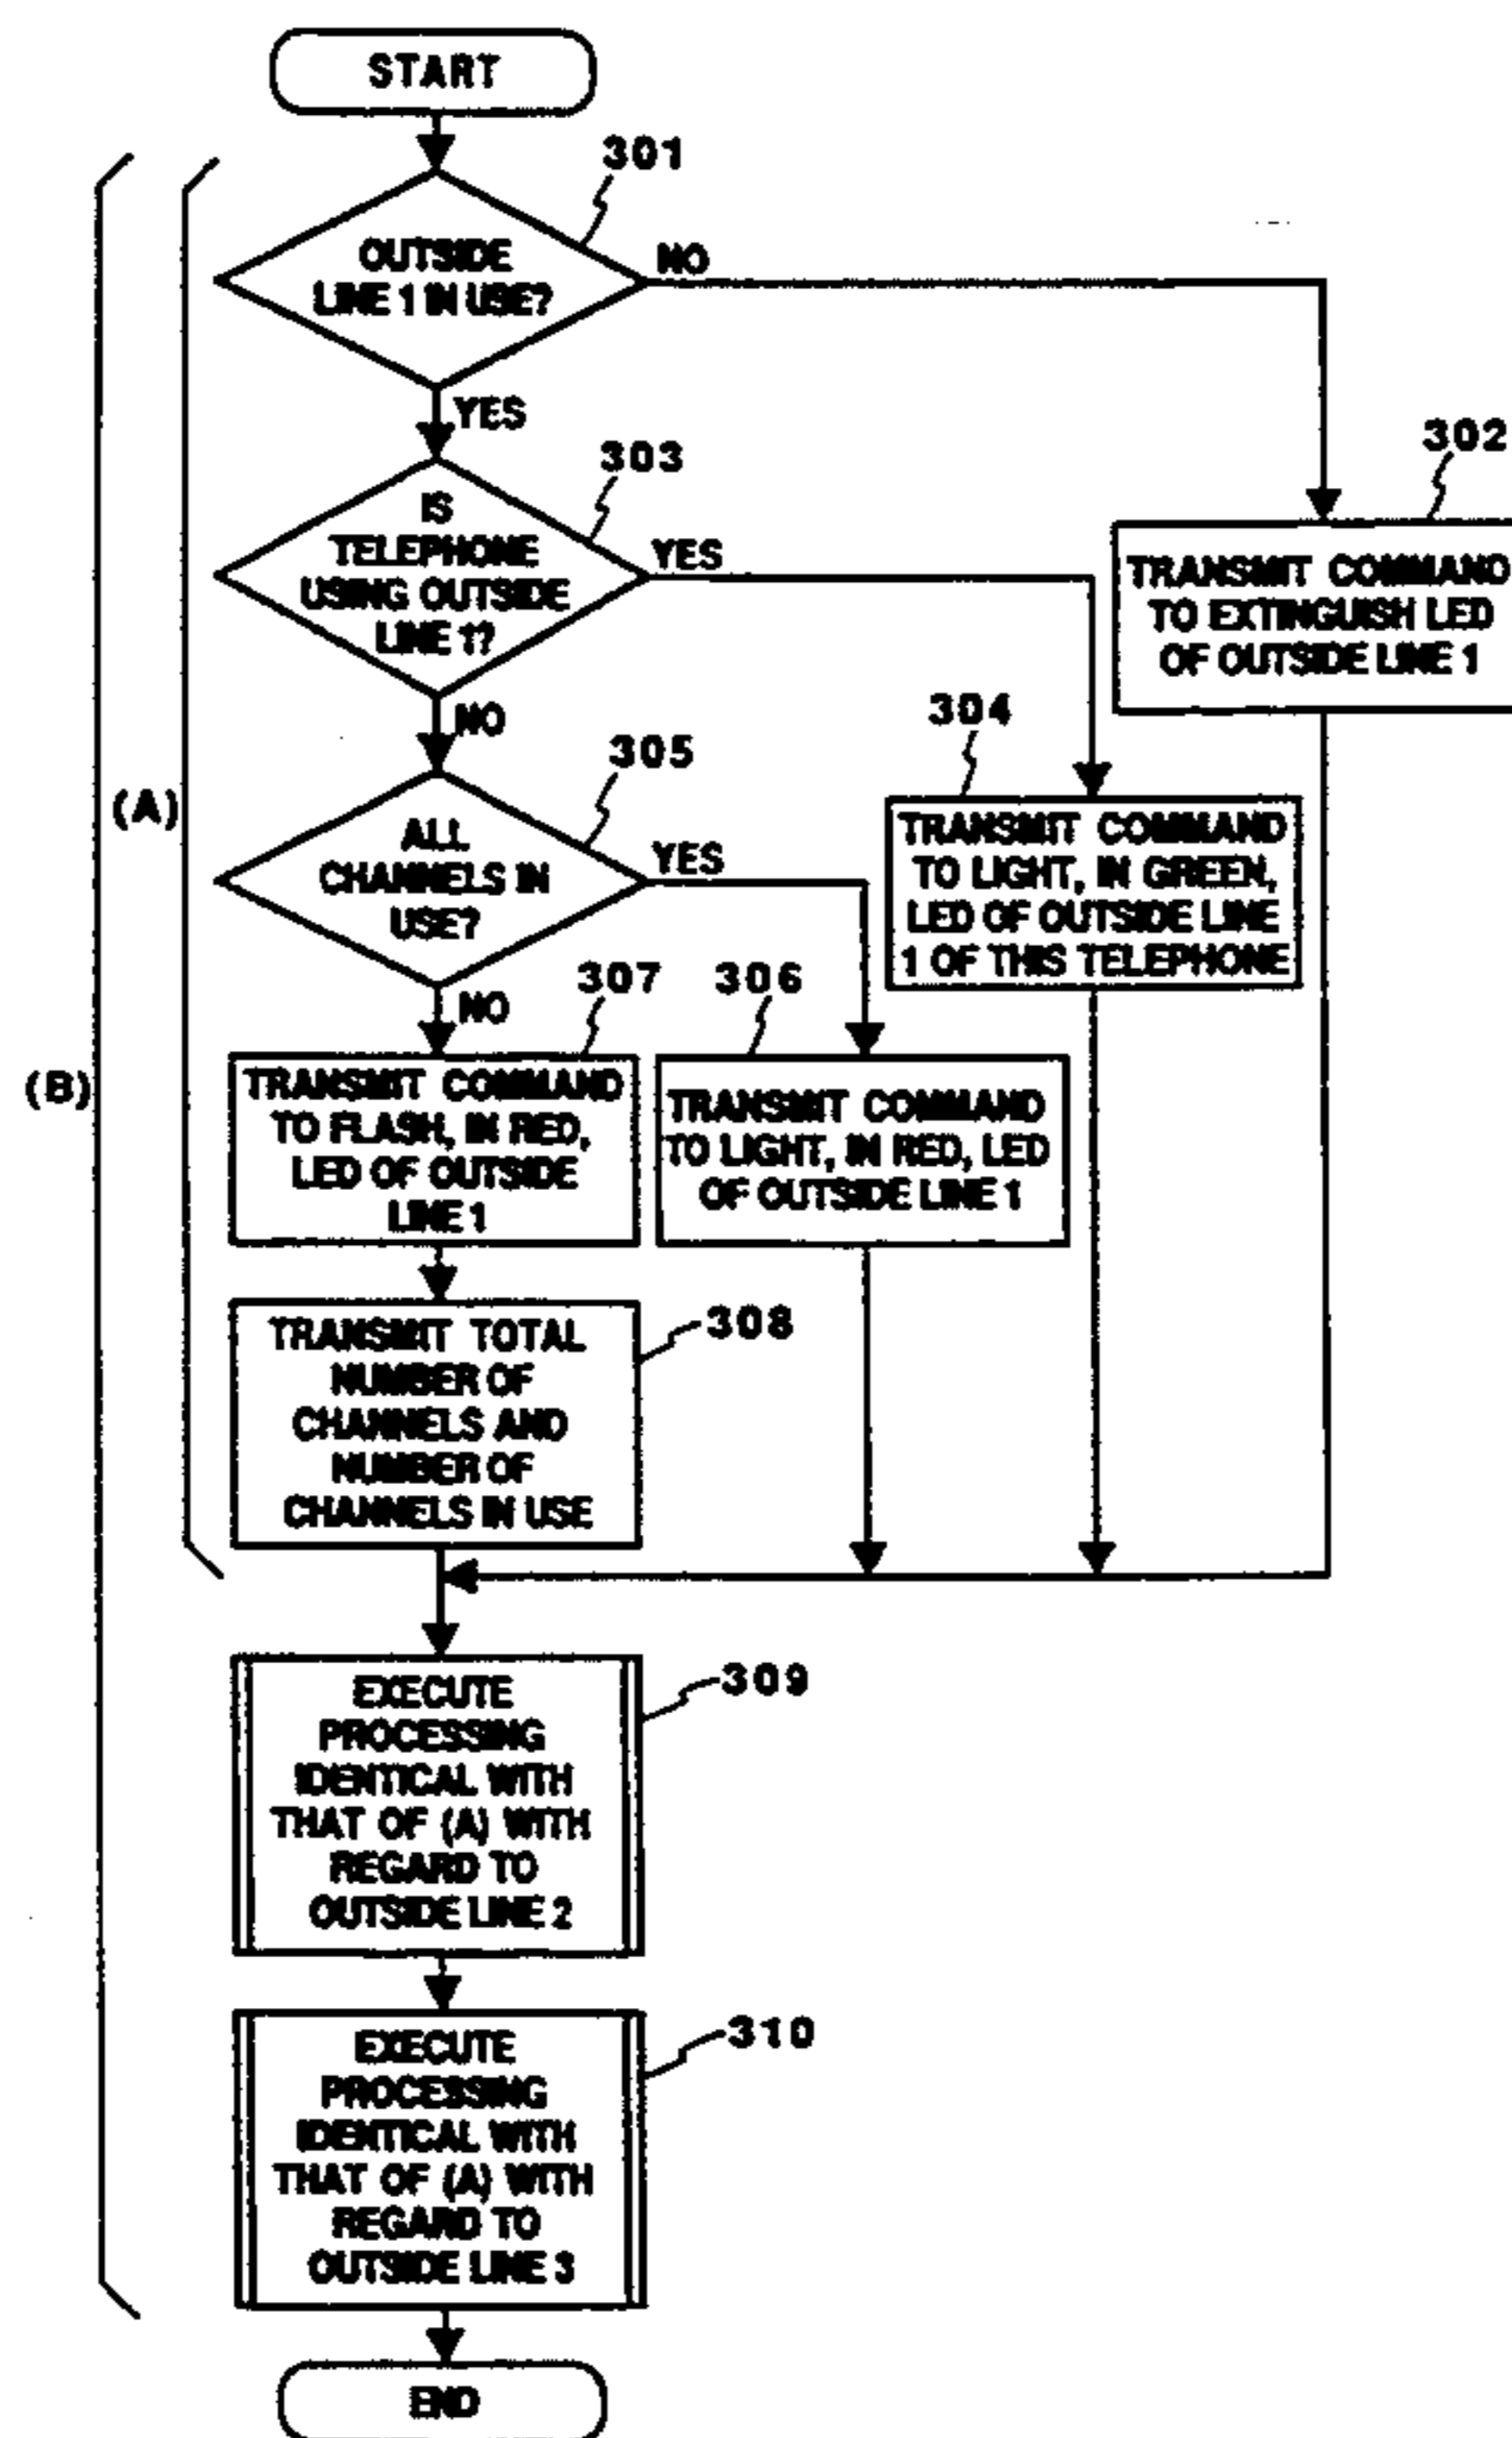 START
301
OUTSIDE
LINE 1 IN USE?
NO
YES
303
IS
TELEPHONE
USING OUTSIDE
LINE 1?
YES
302
TRANSMIT COMMAND
TO EXTINGUISH LED
OF OUTSIDE LINE 1
NO
304
TRANSMIT COMMAND
TO LIGHT, IN GREEN,
LED OF OUTSIDE LINE
1 OF THIS TELEPHONE
305
(A)
ALL
CHANNELS IN
USE?
YES
NO
307
306
(B)
TRANSMIT COMMAND
TO FLASH, IN RED,
LED OF OUTSIDE
LINE 1
TRANSMIT COMMAND
TO LIGHT, IN RED, LED
OF OUTSIDE LINE 1
308
TRANSMIT TOTAL
NUMBER OF
CHANNELS AND
NUMBER OF
CHANNELS IN USE
309
EXECUTE
PROCESSING
IDENTICAL WITH
THAT OF (A) WITH
REGARD TO
OUTSIDE LINE 2
310
EXECUTE
PROCESSING
IDENTICAL WITH
THAT OF (A) WITH
REGARD TO
OUTSIDE LINE 3
END